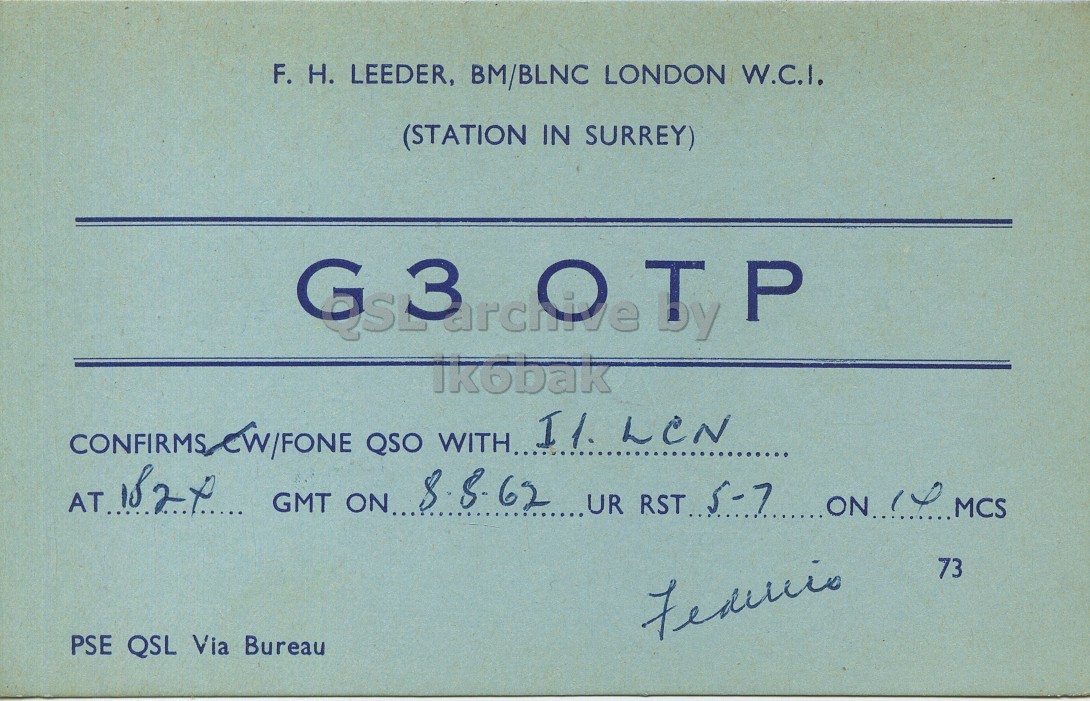 F. H. LEEDER, BM/BLNC LONDON W.C.I.
(STATION IN SURREY)
G3 OTP
QSL archive by
ik6bak
CONFIRMS CW/FONE QSO WITH I1. LCN
AT 1824 GMT ON 8-8-62 UR RST 5-7 ON 14 MCS
73
Federico
PSE QSL Via Bureau